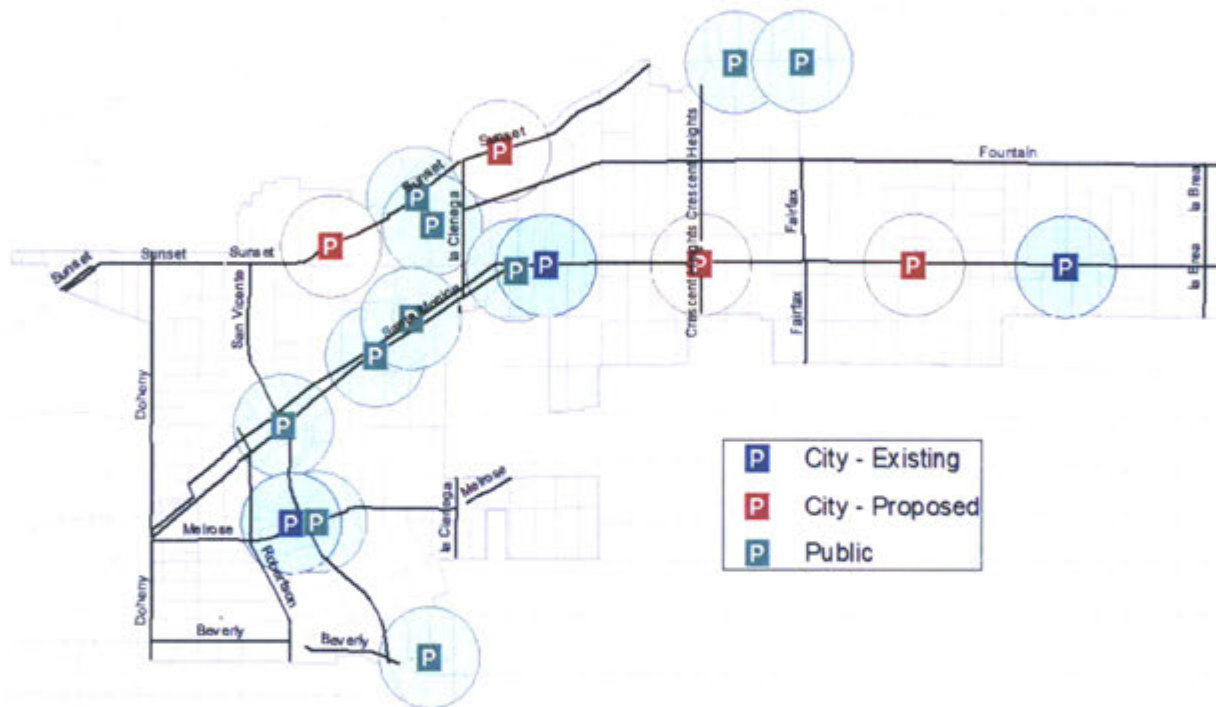 P P
Sunset
P
Crescent Heights
Fountain
Sunset
P
P
la Cienega
Fairfax
la Brea
P
Sunset
Sunset
Sunset
P P
P
P
P
la Brea
San Vicente
Santa Monica
P
Crescent Heights
Fairfax
P
Doheny
P
P City - Existing
P City - Proposed
P Public
Melrose
la Cienega
Melrose
P P
Robertson
Doheny
Beverly
Beverly
P